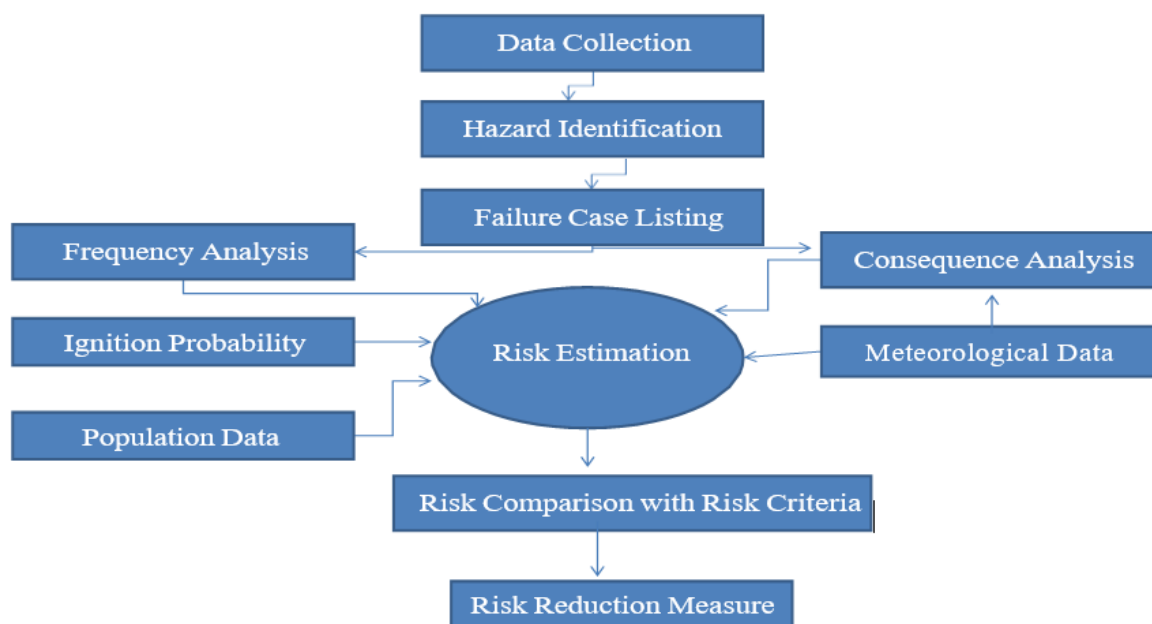 Data Collection
Hazard Identification
Failure Case Listing
Frequency Analysis
Consequence Analysis
Ignition Probability
Risk Estimation
Meteorological Data
Population Data
Risk Comparison with Risk Criteria
Risk Reduction Measure